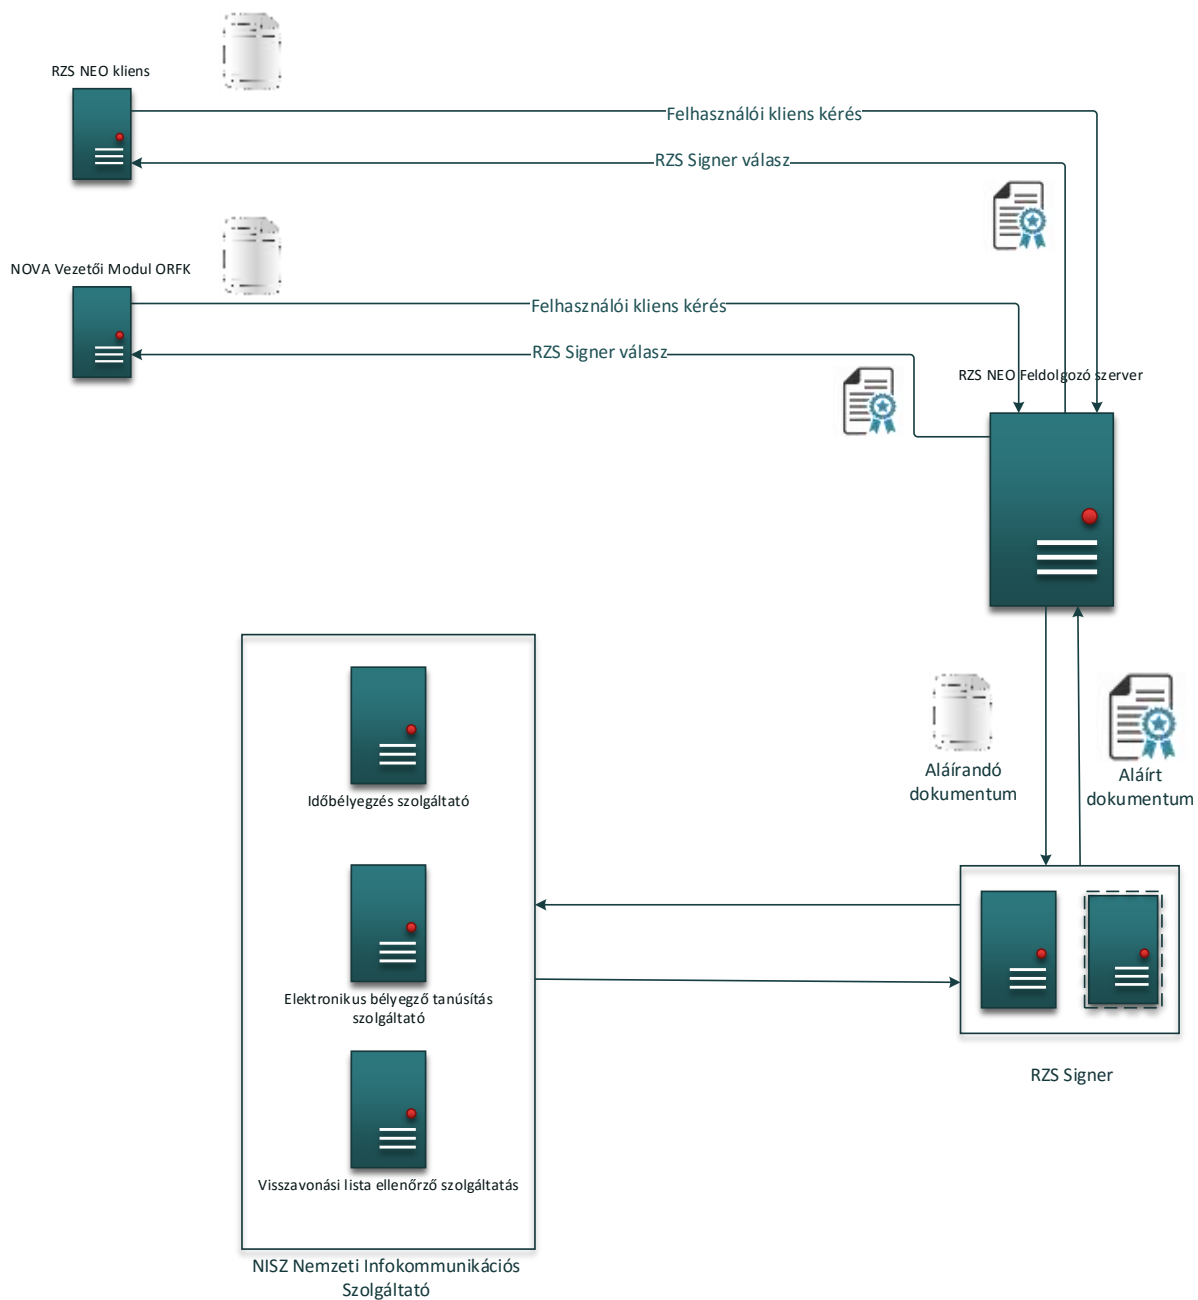 RZS NEO kliens
Felhasználói kliens kérés
RZS Signer válasz
NOVA Vezetői Modul ORFK
Felhasználói kliens kérés
RZS Signer válasz
RZS NEO Feldolgozó szerver
Aláírandó
dokumentum
Aláírt
dokumentum
Időbélyegzés szolgáltató
Elektronikus bélyegző tanúsítás
szolgáltató
RZS Signer
Visszavonási lista ellenőrző szolgáltatás
NISZ Nemzeti Infokommunikációs
Szolgáltató